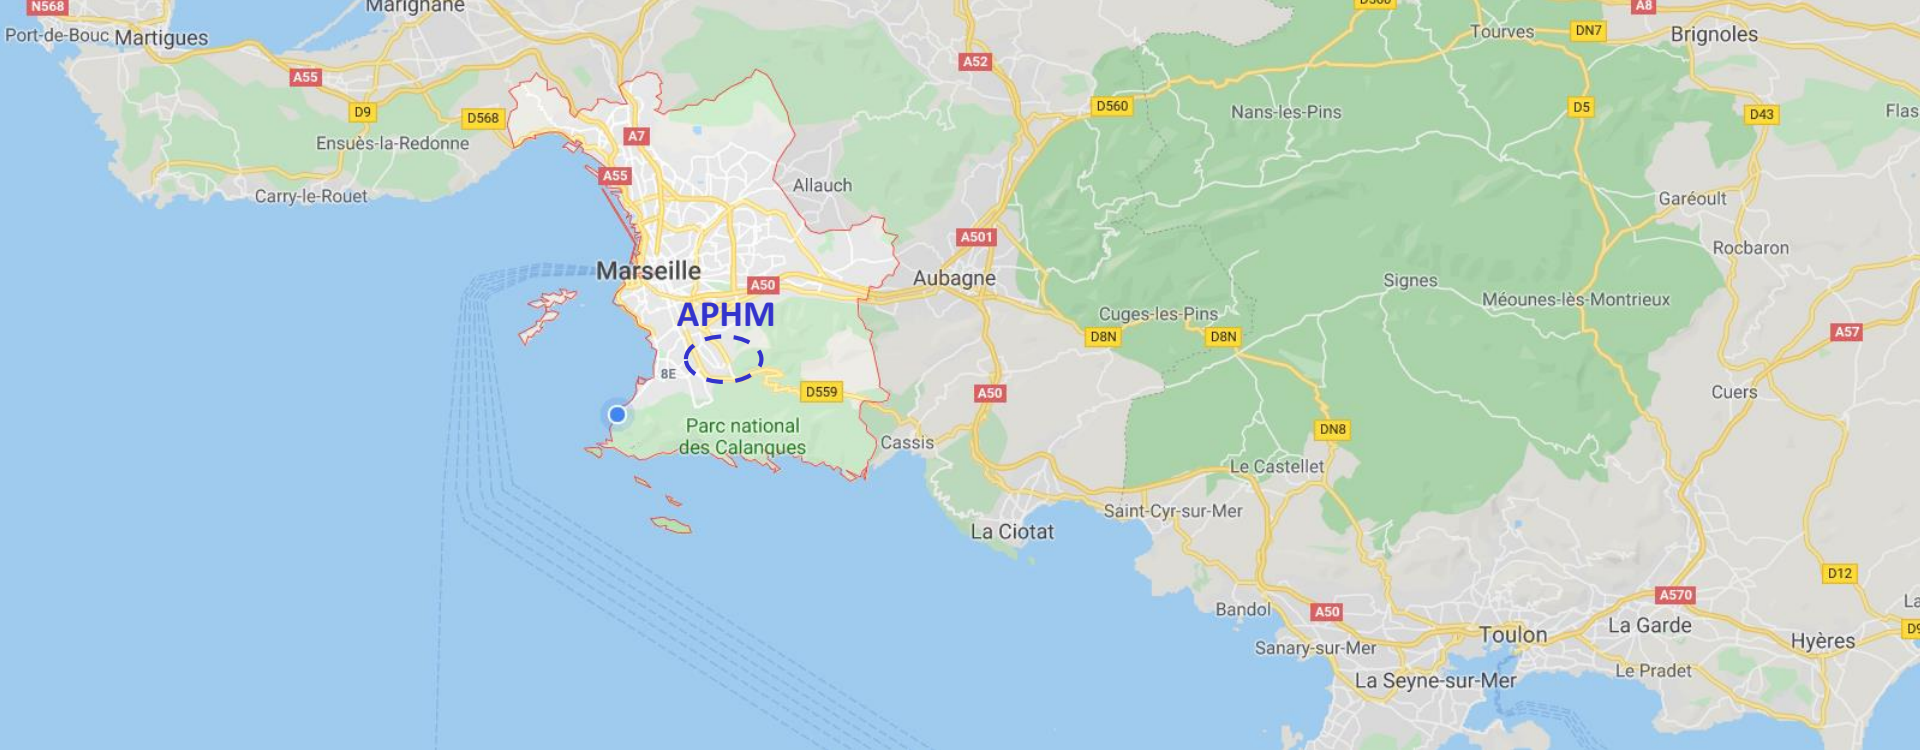 N568
Marignane
D560
A8
Port-de-Bouc
Martigues
Tourves
DN7
Brignoles
A55
A52
D9
D568
D560
Nans-les-Pins
D5
D43
Flas
Ensuès-la-Redonne
A7
A55
Allauch
Carry-le-Rouet
Garéoult
A501
Rocbaron
Marseille
A50
Aubagne
Signes
Méounes-lès-Montrieux
APHM
Cuges-les-Pins
D8N
D8N
A57
8E
D559
A50
Cuers
Parc national
des Calanques
Cassis
DN8
Le Castellet
La Ciotat
Saint-Cyr-sur-Mer
D12
Bandol
A50
A570
La
Toulon
La Garde
Hyères
D9
Sanary-sur-Mer
La Seyne-sur-Mer
Le Pradet